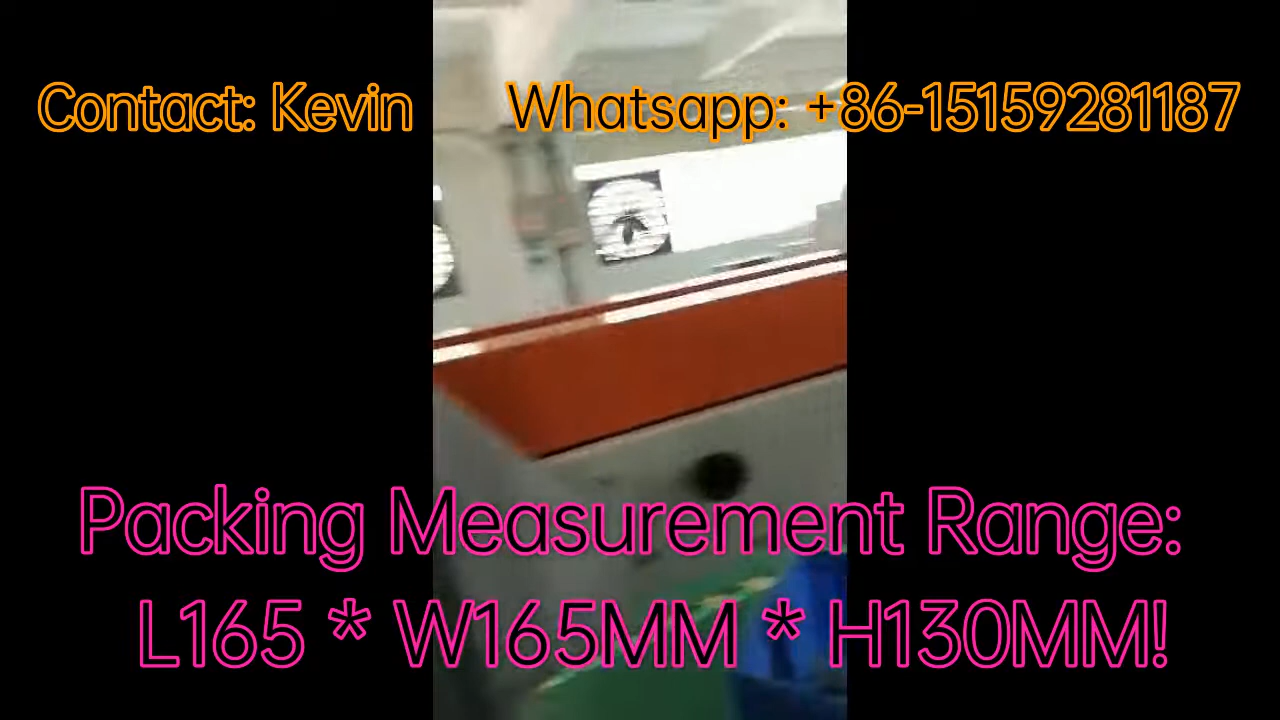 Contact: Kevin Whatsapp: +86-15159281187
Packing Measurement Range:
L165 * W165MM * H130MM!